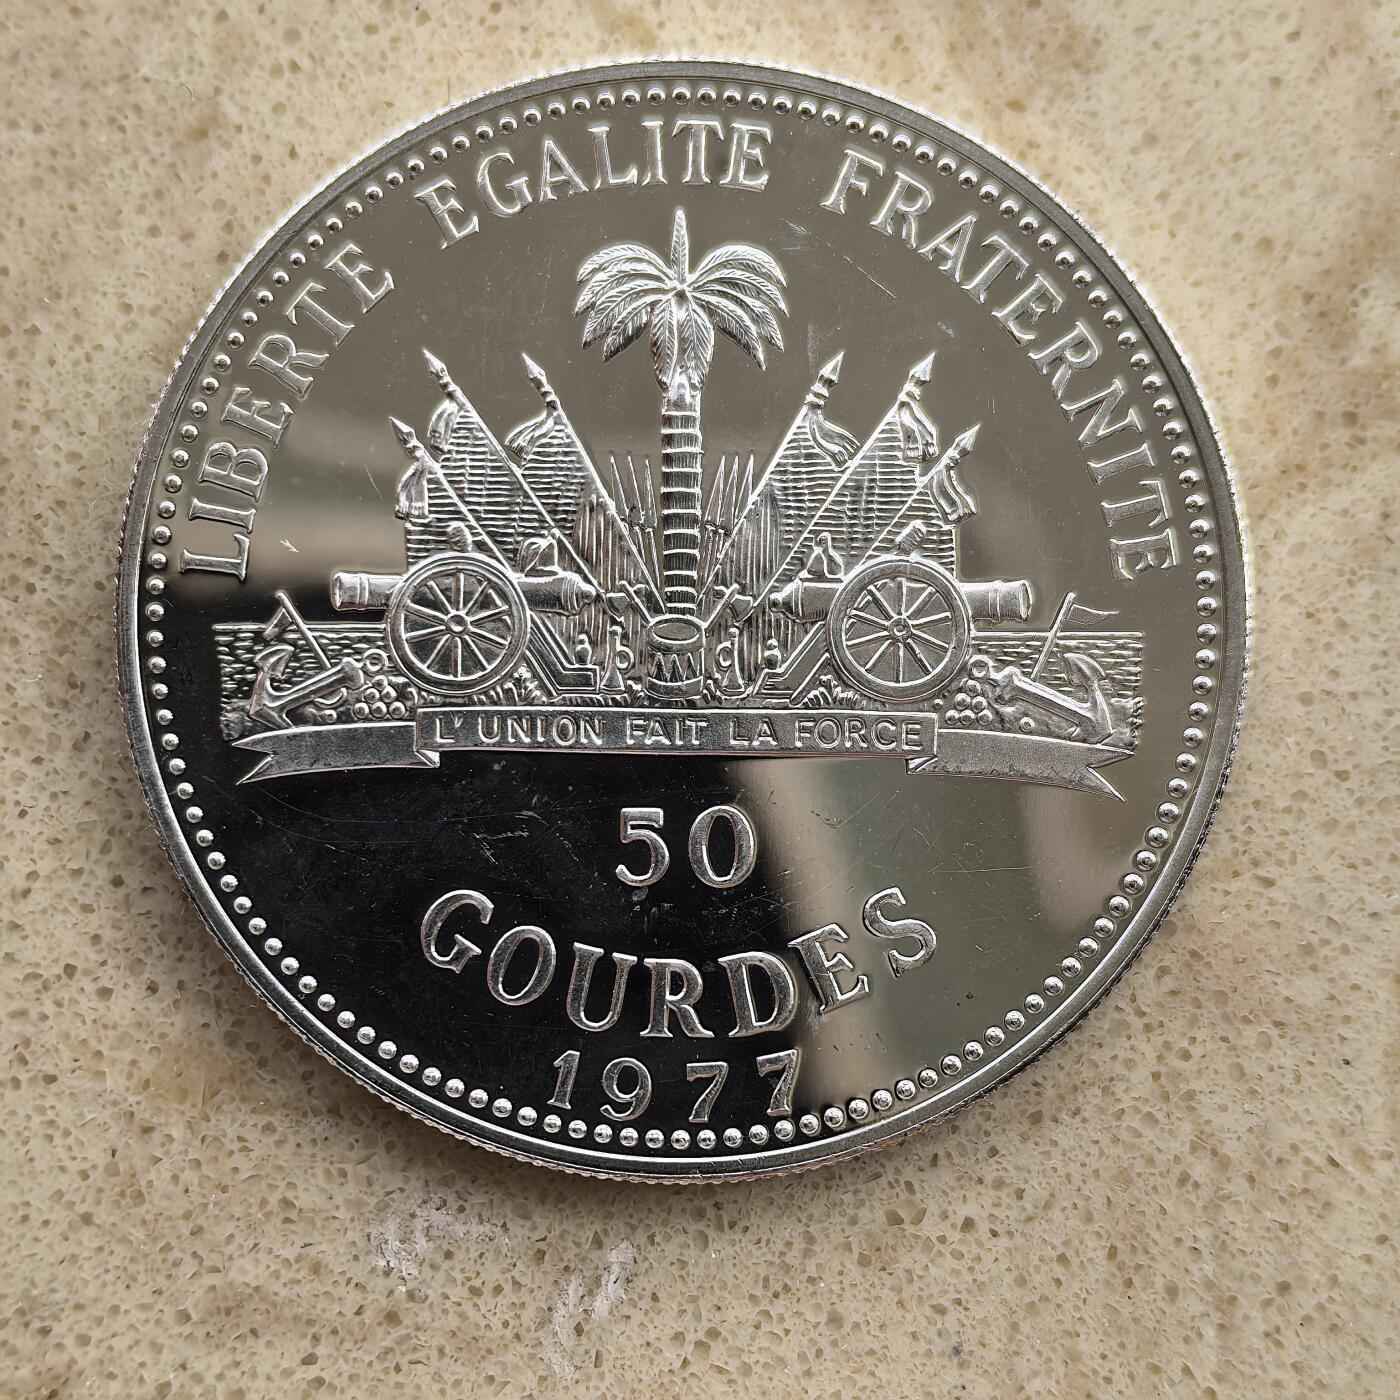 LIBERTE EGALITE FRATERNITE
L' UNION FAIT LA FORCE
50
GOURDES
1977